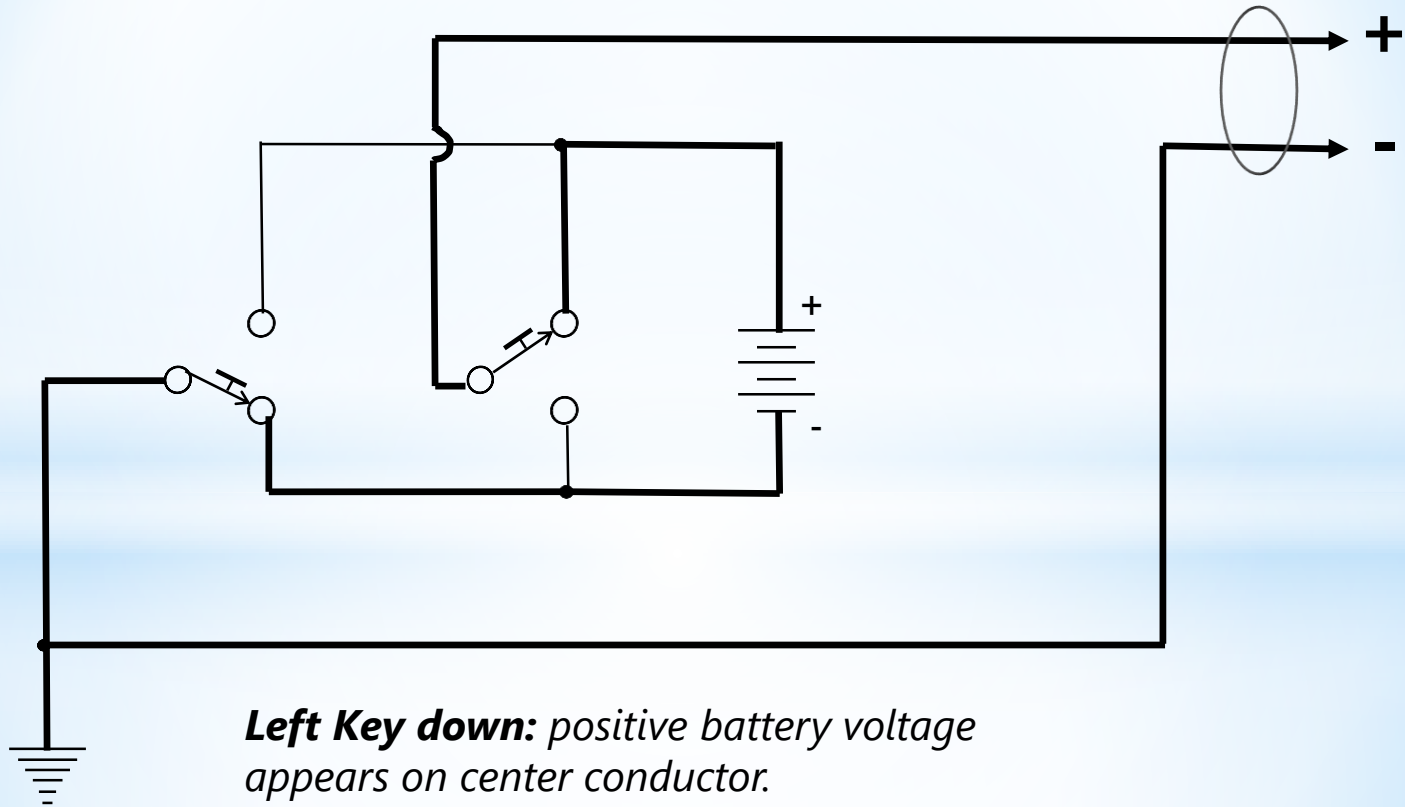 +
-
+
-
Left Key down: positive battery voltage
appears on center conductor.